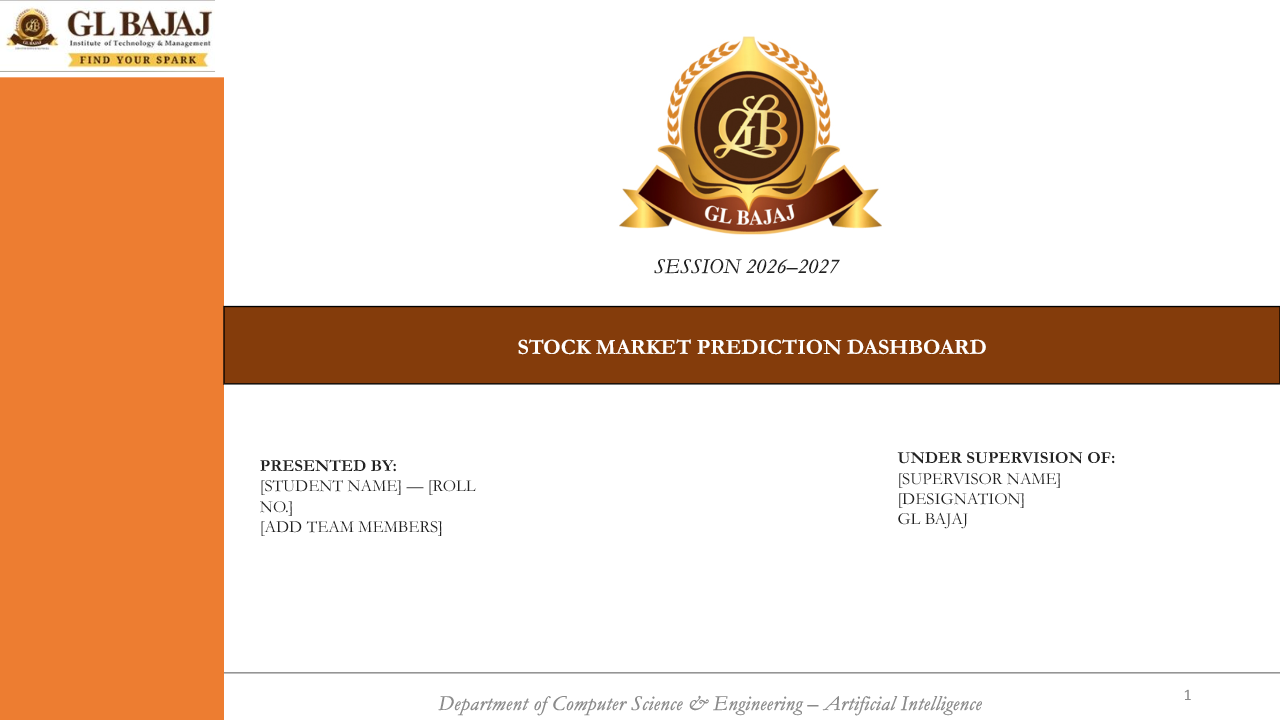 GL BAJAJ
Institute of Technology & Management
FIND YOUR SPARK
GLB
GL BAJAJ
SESSION 2026–2027
STOCK MARKET PREDICTION DASHBOARD
PRESENTED BY:
[STUDENT NAME] — [ROLL
NO.]
[ADD TEAM MEMBERS]
UNDER SUPERVISION OF:
[SUPERVISOR NAME]
[DESIGNATION]
GL BAJAJ
Department of Computer Science & Engineering – Artificial Intelligence
1